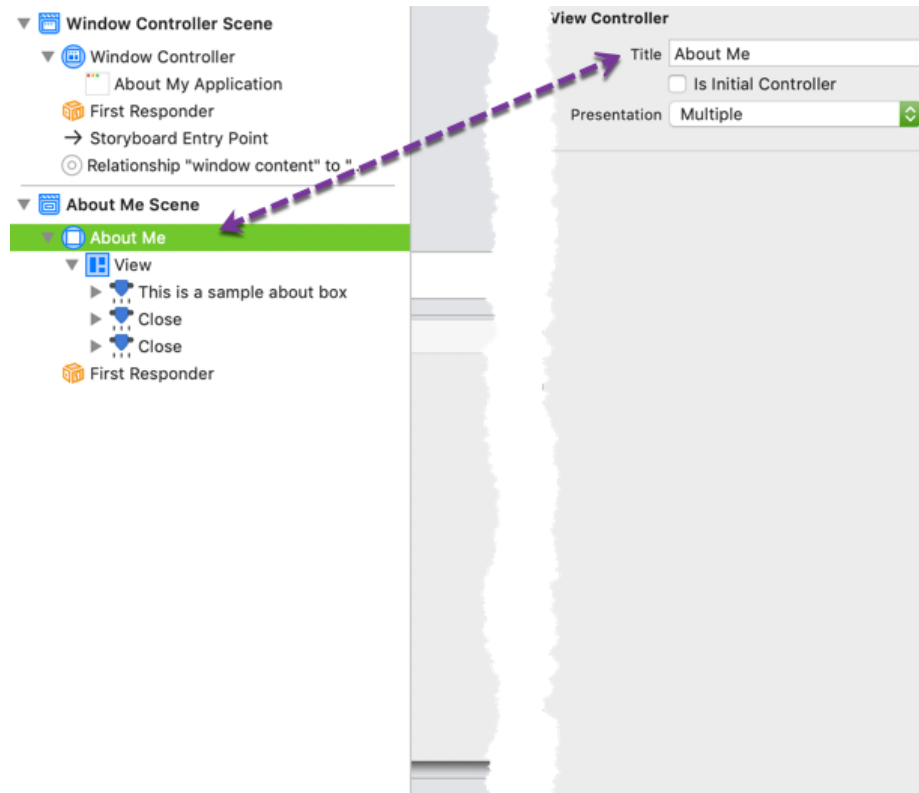 Window Controller Scene
Window Controller
About My Application
First Responder
Storyboard Entry Point
Relationship "window content" to "...
About Me Scene
About Me
View
This is a sample about box
Close
Close
First Responder
View Controller
Title About Me
Is Initial Controller
Presentation Multiple